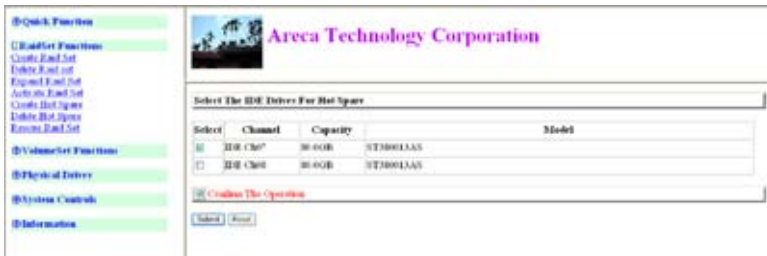 Quick Function
RaidSet Functions
Create Raid Set
Delete Raid set
Expand Raid Set
Activate Raid Set
Create Hot Spare
Delete Hot Spare
Rescue Raid Set
VolumeSet Functions
Physical Drives
System Controls
Information
Areca Technology Corporation
Select The IDE Drives For Hot Spare
Select Channel Capacity Model
IDE Ch07 80.0GB ST380013AS
IDE Ch08 80.0GB ST380013AS
Confirm The Operation
Submit Reset